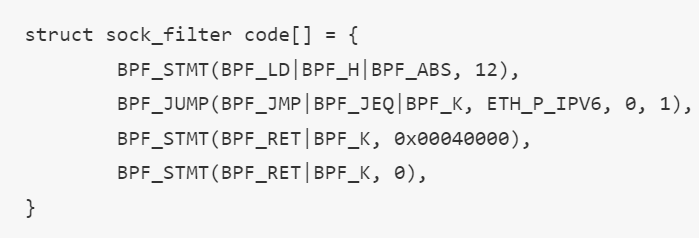 struct sock_filter code[] = {
        BPF_STMT(BPF_LD|BPF_H|BPF_ABS, 12),
        BPF_JUMP(BPF_JMP|BPF_JEQ|BPF_K, ETH_P_IPV6, 0, 1),
        BPF_STMT(BPF_RET|BPF_K, 0x00040000),
        BPF_STMT(BPF_RET|BPF_K, 0),
}